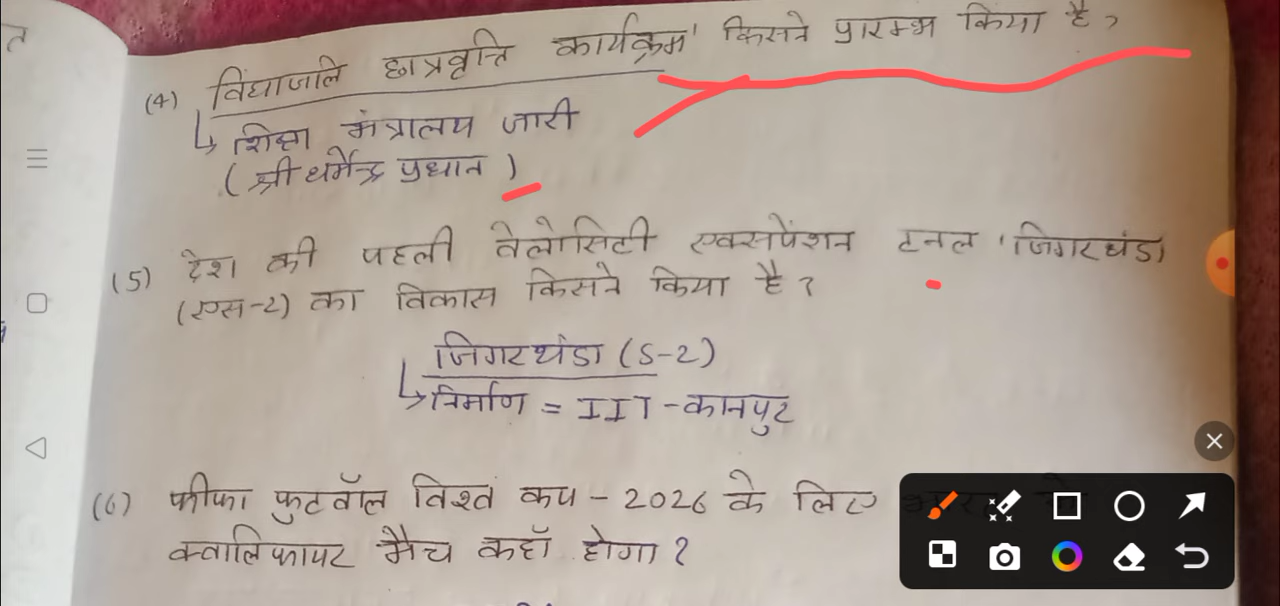 त
(4) विद्यांजलि छात्रवृत्ति कार्यक्रम' किसने प्रारम्भ किया है?
↳ शिक्षा मंत्रालय जारी
(श्री धर्मेन्द्र प्रधान)
(5) देश की पहली वेलोसिटी एक्सपेंशन टनल 'जिगरथंडा
(एस-2) का विकास किसने किया है?
जिगरथंडा (S-2)
↳ निर्माण = IIT-कानपुर
(6) फीफा फुटवॉल विश्व कप - 2026 के लिए
क्वालिफायर मैच कहाँ होगा?